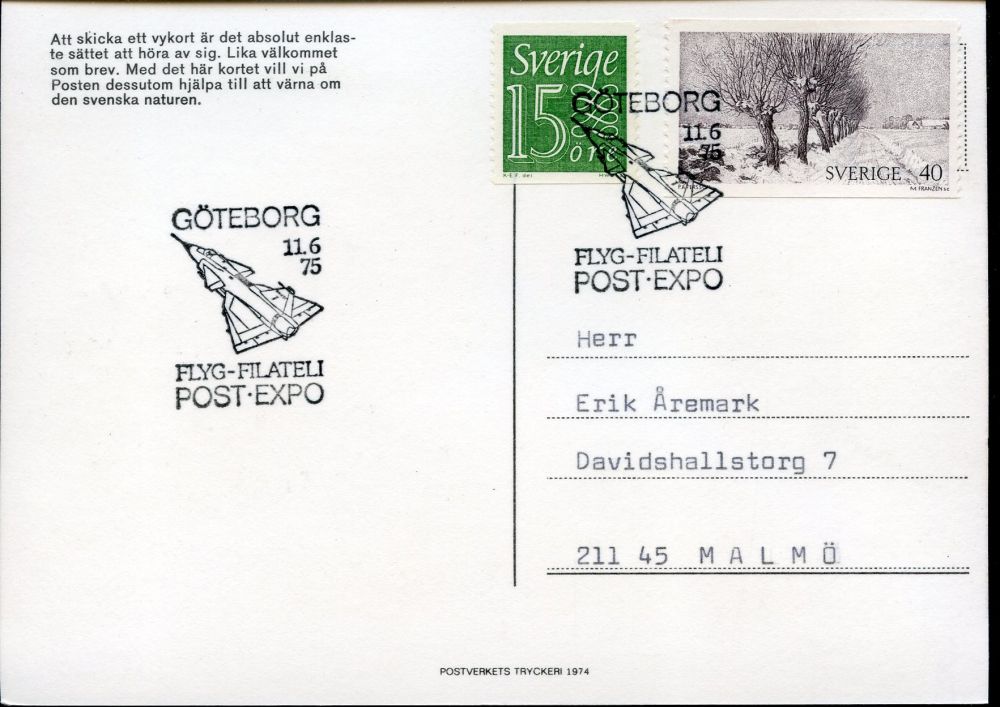 Att skicka ett vykort är det absolut enklas-
te sättet att höra av sig. Lika välkommet
som brev. Med det här kortet vill vi på
Posten dessutom hjälpa till att värna om
den svenska naturen.
Sverige
15
öre
K-E.F. del
SVERIGE 40
M. FRANZÉN sc
GÖTEBORG
11.6
75
FLYG-FILATELI
POST·EXPO
GÖTEBORG
11.6
75
FLYG-FILATELI
POST·EXPO
Herr
Erik Åremark
Davidshallstorg 7
211 45 MALMÖ
POSTVERKETS TRYCKERI 1974